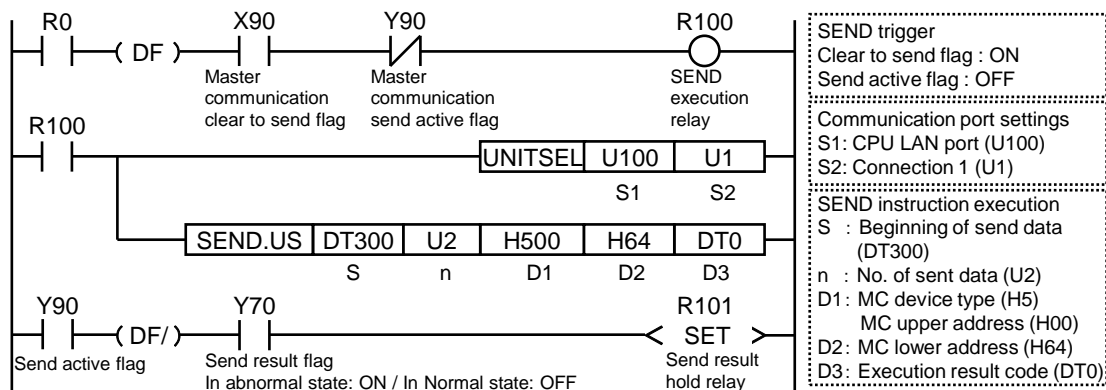 R0
X90
Y90
R100
( DF )
Master
communication
clear to send flag
Master
communication
send active flag
SEND
execution
relay
R100
UNITSEL U100 U1
S1 S2
SEND.US DT300 U2 H500 H64 DT0
S n D1 D2 D3
Y90
Y70
R101
(DF/)
SET
Send active flag
Send result flag
In abnormal state: ON / In Normal state: OFF
Send result
hold relay
SEND trigger
Clear to send flag : ON
Send active flag : OFF
Communication port settings
S1: CPU LAN port (U100)
S2: Connection 1 (U1)
SEND instruction execution
S : Beginning of send data
(DT300)
n : No. of sent data (U2)
D1: MC device type (H5)
MC upper address (H00)
D2: MC lower address (H64)
D3: Execution result code (DT0)